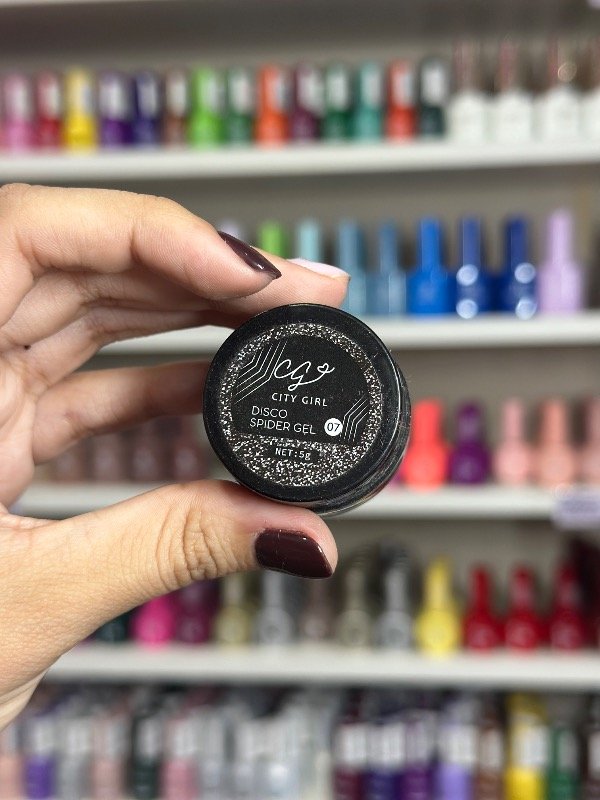 CG
CITY GIRL
DISCO
SPIDER GEL 07
NET: 5g